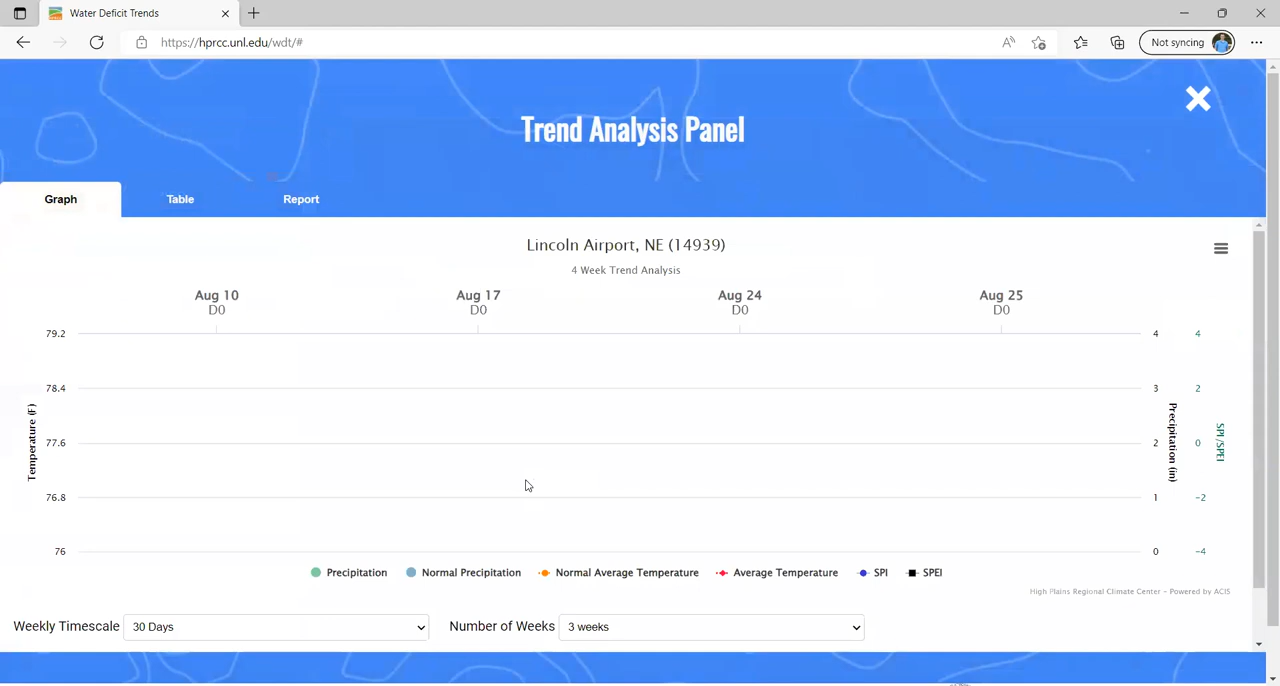 Water Deficit Trends
https://hprcc.unl.edu/wdt/#
Not syncing
Trend Analysis Panel
Graph Table Report
Lincoln Airport, NE (14939)
4 Week Trend Analysis
Aug 10 Aug 17 Aug 24 Aug 25
D0 D0 D0 D0
79.2 4 4
78.4 3 2
77.6 2 0
76.8 1 -2
76 0 -4
Temperature (F)
Precipitation (in)
SPI/SPEI
Precipitation Normal Precipitation Normal Average Temperature Average Temperature SPI SPEI
High Plains Regional Climate Center - Powered by ACIS
Weekly Timescale 30 Days Number of Weeks 3 weeks